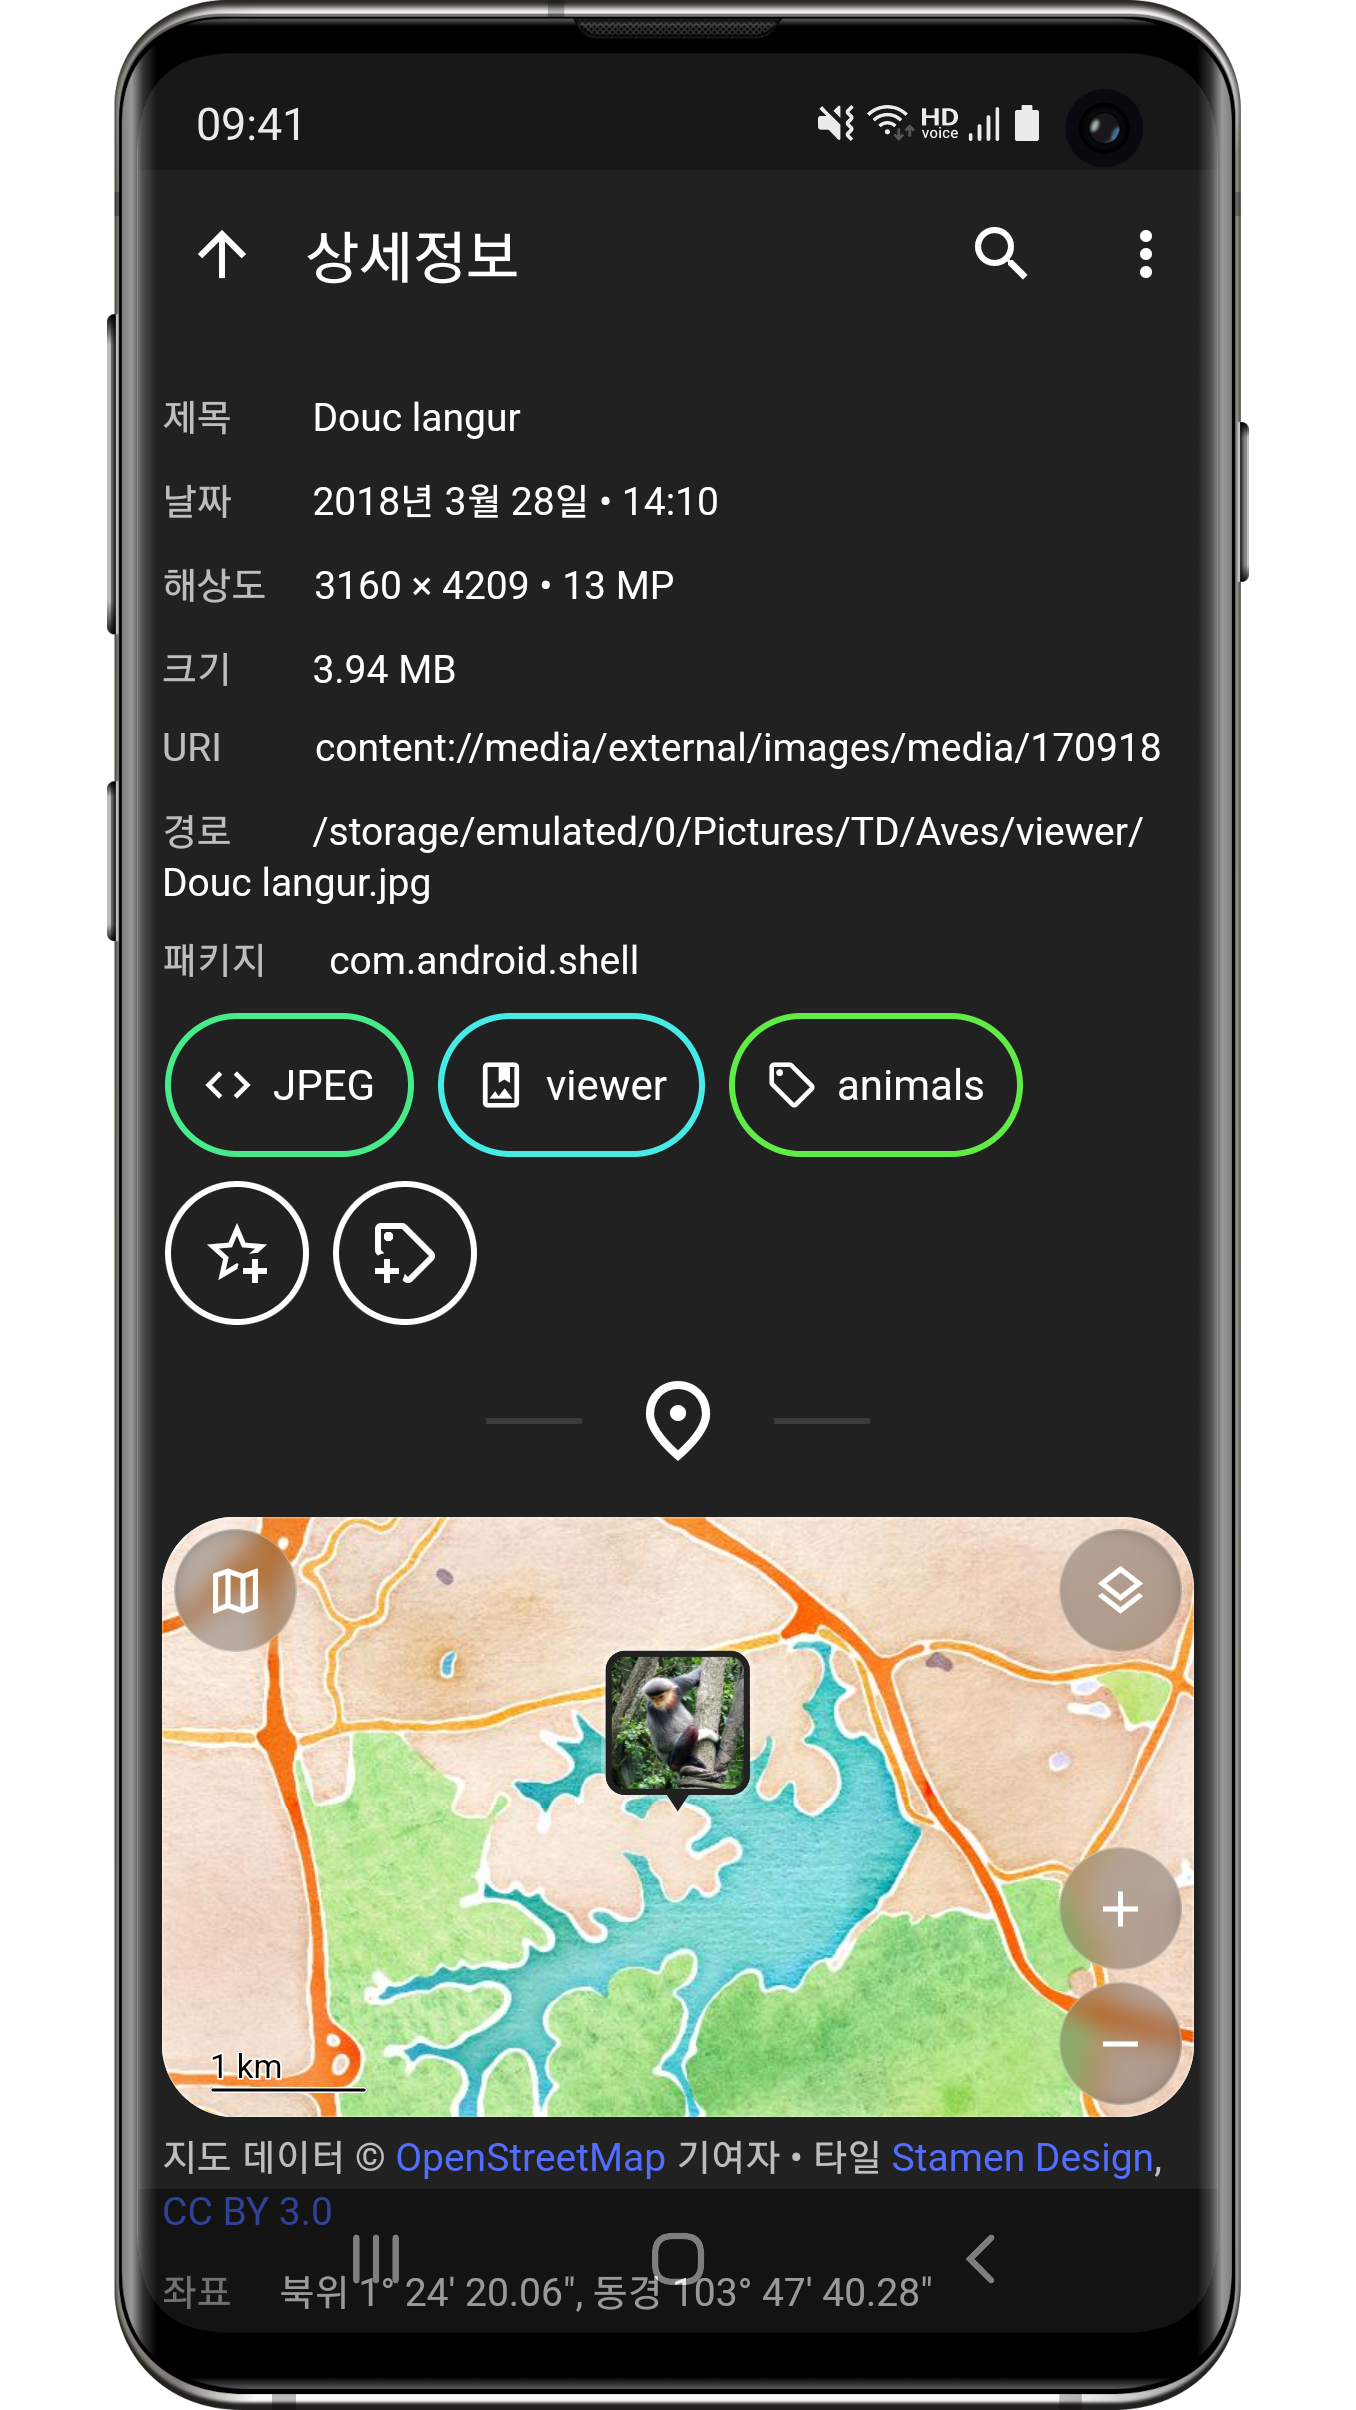 09:41
HD
voice
상세정보
제목 Douc langur
날짜 2018년 3월 28일 • 14:10
해상도 3160 × 4209 • 13 MP
크기 3.94 MB
URI content://media/external/images/media/170918
경로 /storage/emulated/0/Pictures/TD/Aves/viewer/
Douc langur.jpg
패키지 com.android.shell
JPEG viewer animals
1 km
지도 데이터 © OpenStreetMap 기여자 • 타일 Stamen Design,
CC BY 3.0
좌표 북위 1° 24' 20.06", 동경 103° 47' 40.28"